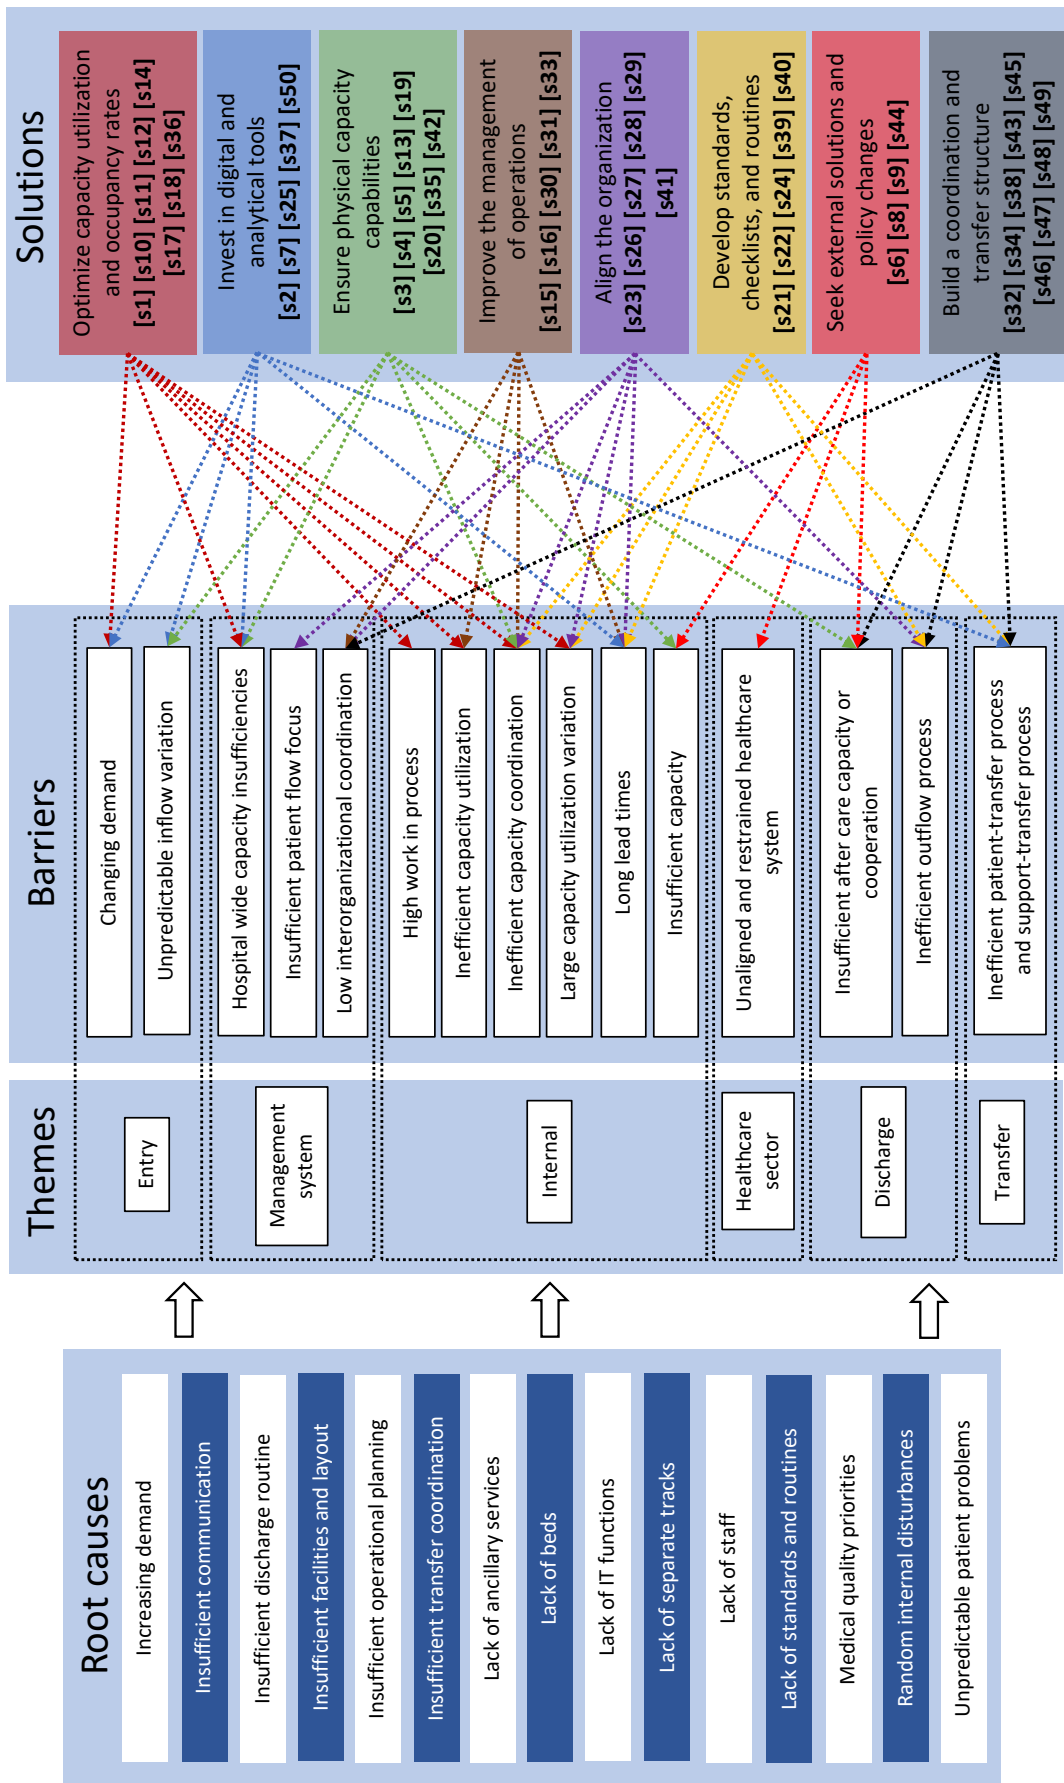 Root causes
Increasing demand
Insufficient communication
Insufficient discharge routine
Insufficient facilities and layout
Insufficient operational planning
Insufficient transfer coordination
Lack of ancillary services
Lack of beds
Lack of IT functions
Lack of separate tracks
Lack of staff
Lack of standards and routines
Medical quality priorities
Random internal disturbances
Unpredictable patient problems
Themes
Entry
Management
system
Internal
Healthcare
sector
Discharge
Transfer
Barriers
Changing demand
Unpredictable inflow variation
Hospital wide capacity insufficiencies
Insufficient patient flow focus
Low interorganizational coordination
High work in process
Inefficient capacity utilization
Inefficient capacity coordination
Large capacity utilization variation
Long lead times
Insufficient capacity
Unaligned and restrained healthcare
system
Insufficient after care capacity or
cooperation
Inefficient outflow process
Inefficient patient-transfer process
and support-transfer process
Solutions
Optimize capacity utilization
and occupancy rates
[s1] [s10] [s11] [s12] [s14]
[s17] [s18] [s36]
Invest in digital and
analytical tools
[s2] [s7] [s25] [s37] [s50]
Ensure physical capacity
capabilities
[s3] [s4] [s5] [s13] [s19]
[s20] [s35] [s42]
Improve the management
of operations
[s15] [s16] [s30] [s31] [s33]
Align the organization
[s23] [s26] [s27] [s28] [s29]
[s41]
Develop standards,
checklists, and routines
[s21] [s22] [s24] [s39] [s40]
Seek external solutions and
policy changes
[s6] [s8] [s9] [s44]
Build a coordination and
transfer structure
[s32] [s34] [s38] [s43] [s45]
[s46] [s47] [s48] [s49]